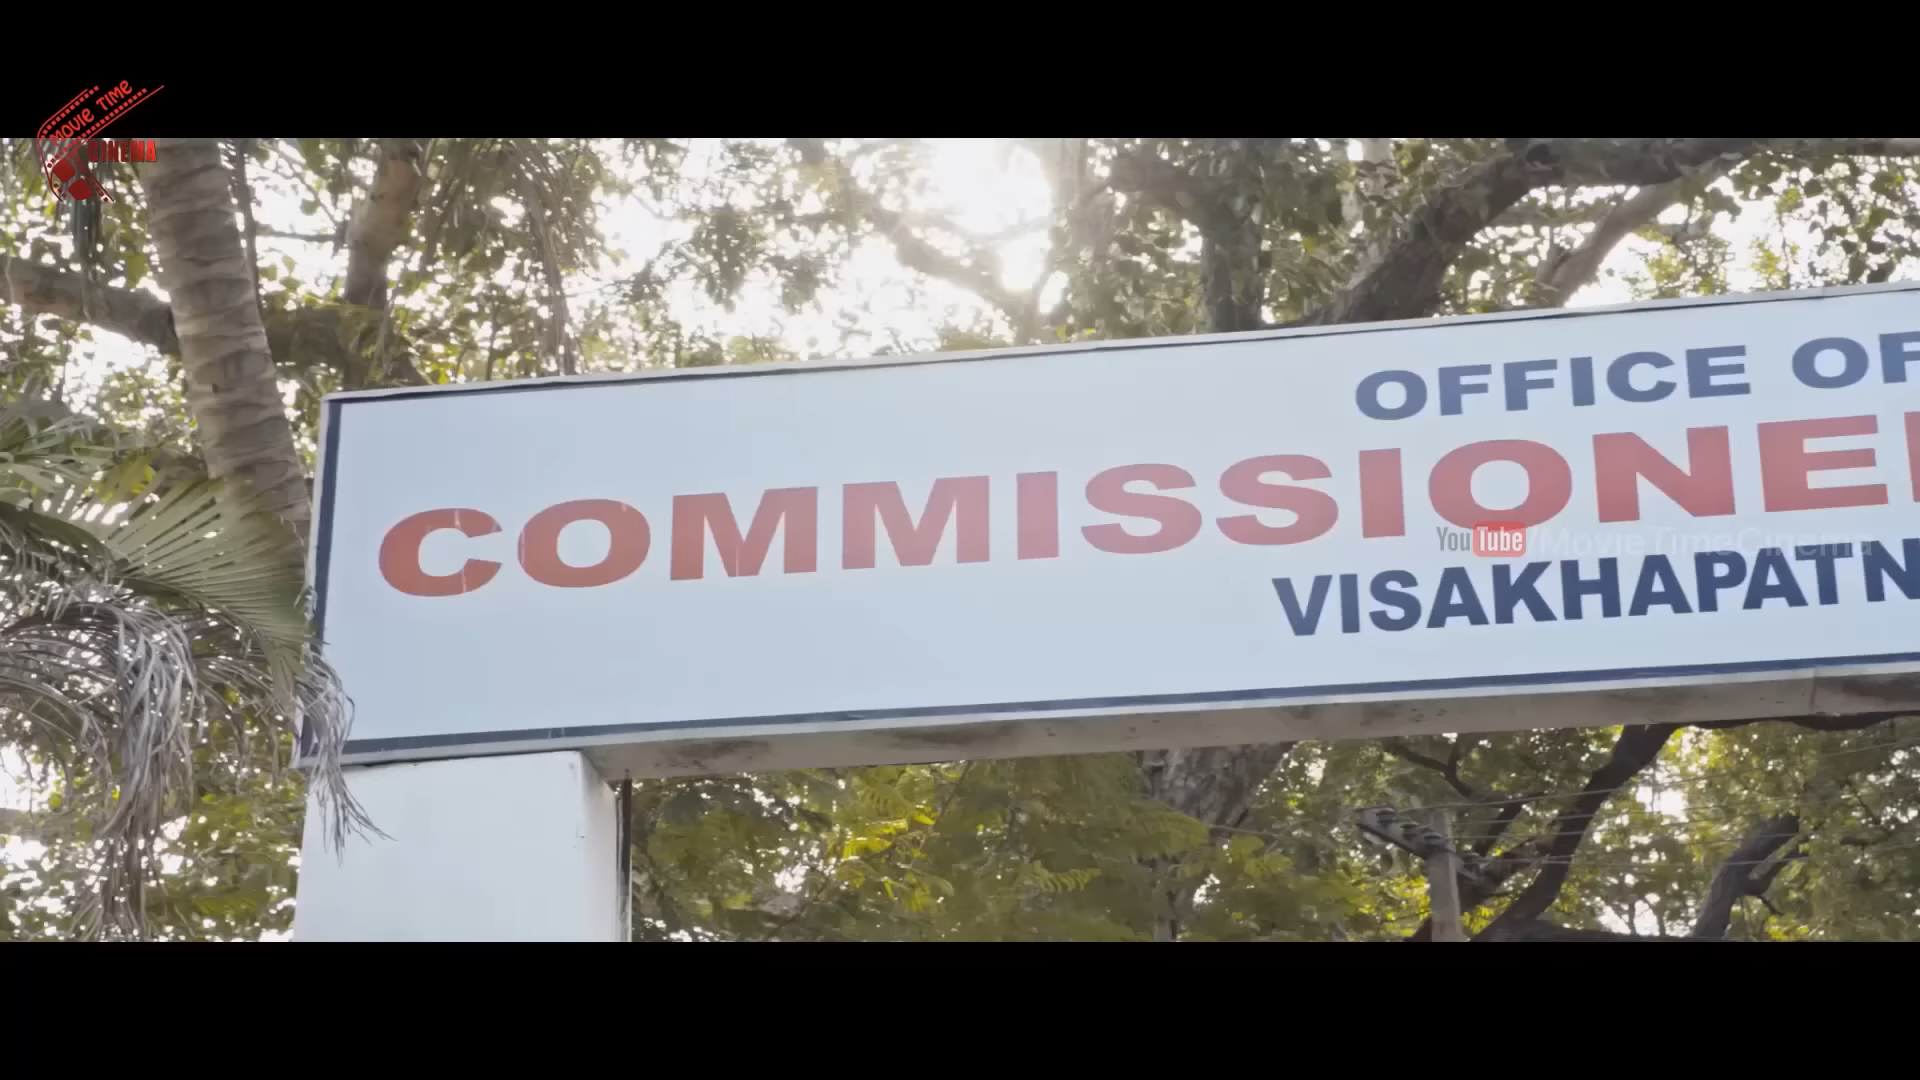 MOVIE TIME
CINEMA
OFFICE OF
COMMISSIONE
YouTube/MovieTimeCinema
VISAKHAPATN